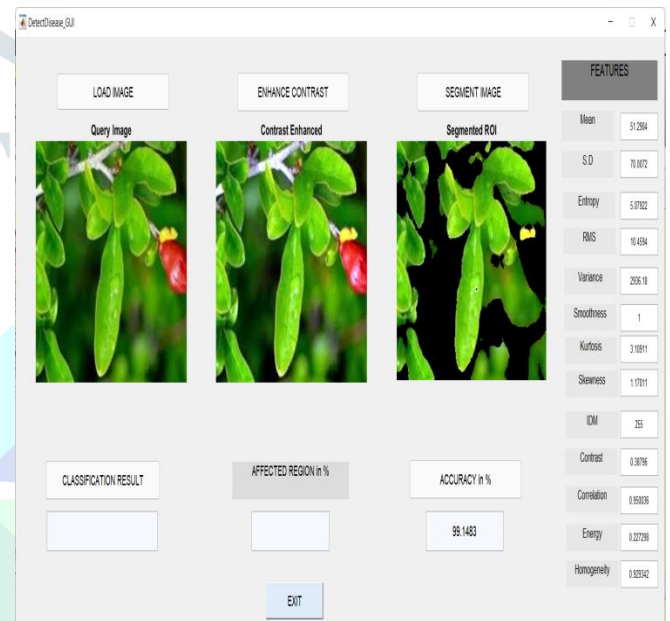 DetectDisease_GUI
LOAD IMAGE
ENHANCE CONTRAST
SEGMENT IMAGE
Query Image
Contrast Enhanced
Segmented ROI
CLASSIFICATION RESULT
AFFECTED REGION in %
ACCURACY in %
99.1483
EXIT
FEATURES
Mean
51.2984
S.D
70.0072
Entropy
5.07922
RMS
10.4594
Variance
2936.18
Smoothness
1
Kurtosis
3.10911
Skewness
1.17011
IDM
255
Contrast
0.38796
Correlation
0.950036
Energy
0.227298
Homogeneity
0.929342